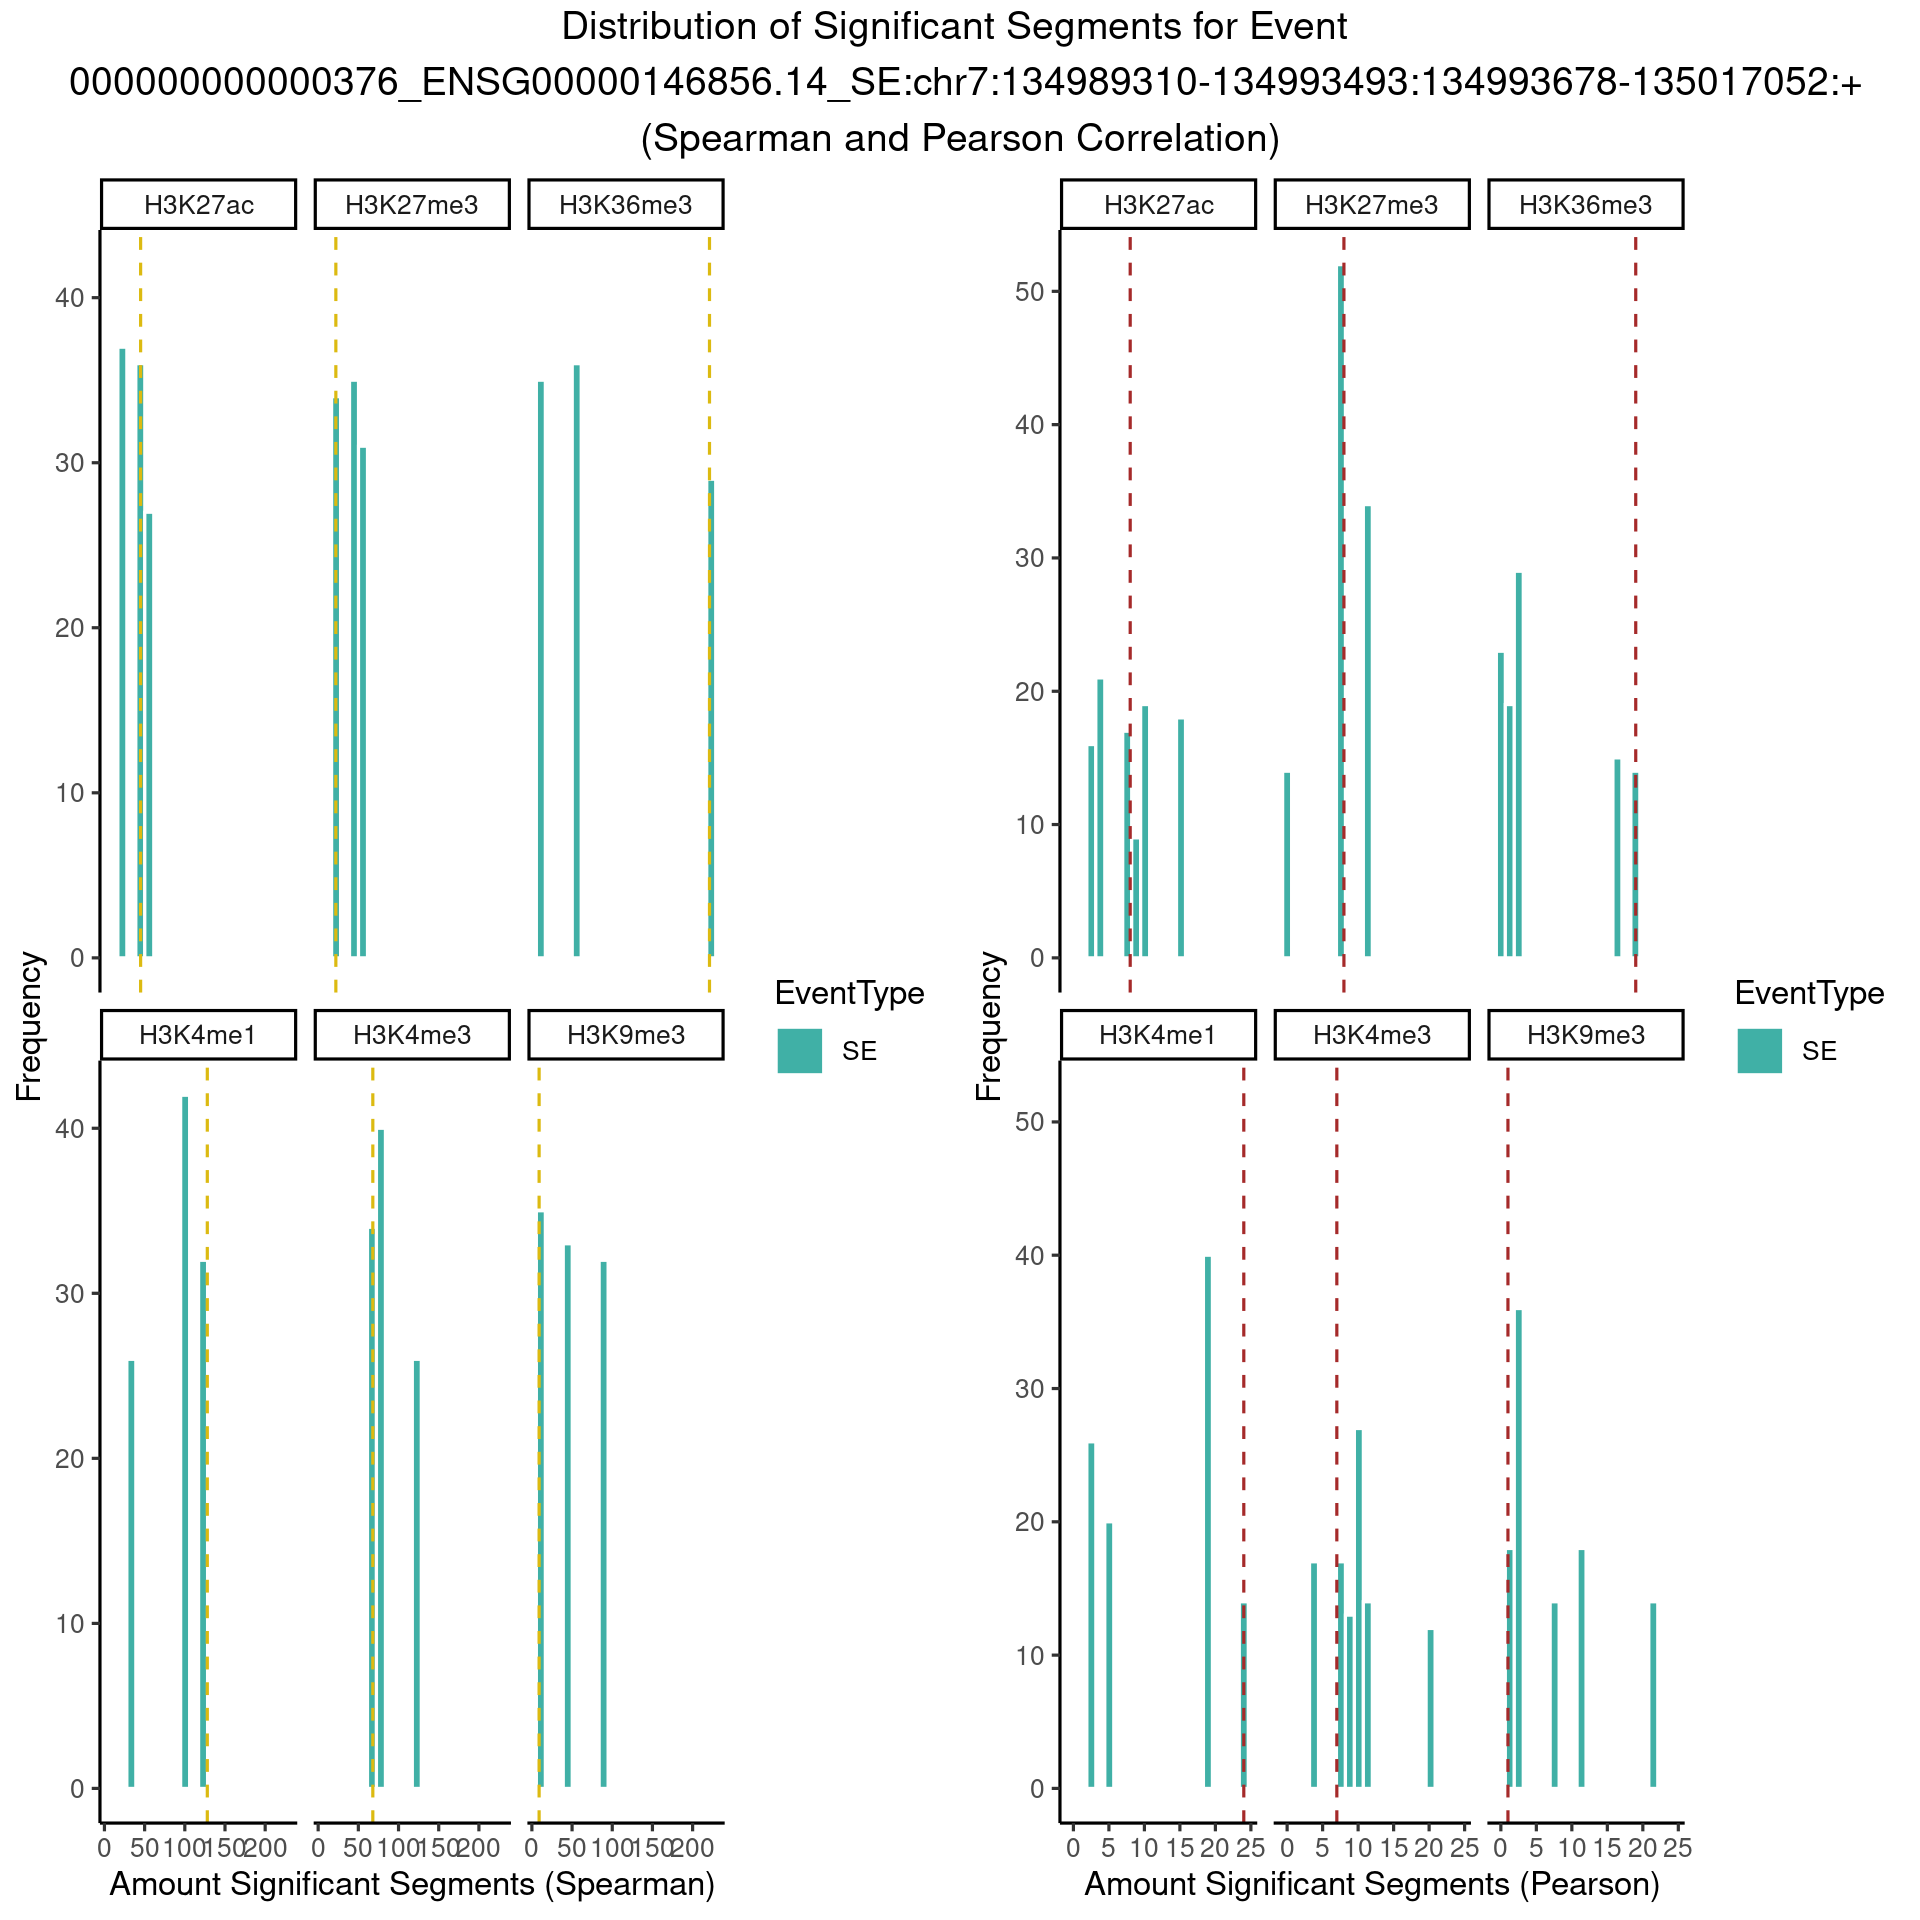 Distribution of Significant Segments for Event
000000000000376_ENSG00000146856.14_SE:chr7:134989310-134993493:134993678-135017052:+
(Spearman and Pearson Correlation)
H3K27ac H3K27me3 H3K36me3
40
30
20
10
0
Frequency
H3K4me1 H3K4me3 H3K9me3
40
30
20
10
0
0 50 100 150 200 0 50 100 150 200 0 50 100 150 200
Amount Significant Segments (Spearman)
EventType
SE
H3K27ac H3K27me3 H3K36me3
50
40
30
20
10
0
Frequency
H3K4me1 H3K4me3 H3K9me3
50
40
30
20
10
0
0 5 10 15 20 25 0 5 10 15 20 25 0 5 10 15 20 25
Amount Significant Segments (Pearson)
EventType
SE